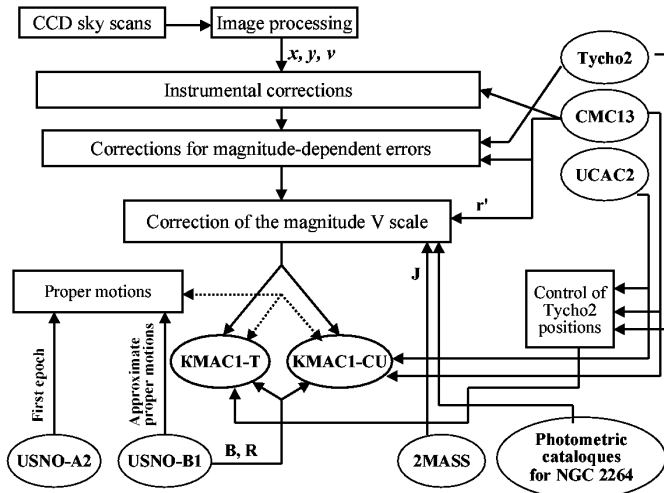 CCD sky scans
Image processing
x, y, v
Tycho2
Instrumental corrections
CMC13
Corrections for magnitude-dependent errors
UCAC2
r'
Correction of the magnitude V scale
J
Proper motions
Control of
Tycho2
positions
KMAC1-T
KMAC1-CU
First epoch
Approximate
proper motions
USNO-A2
USNO-B1
B, R
2MASS
Photometric
cataloques
for NGC 2264